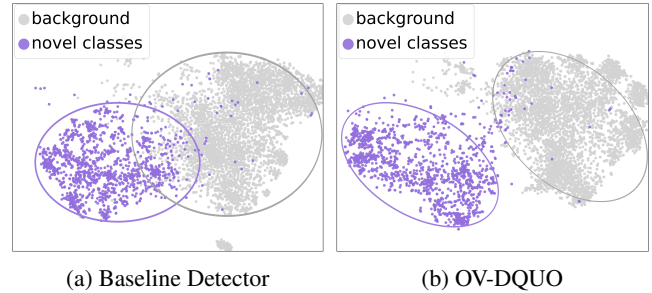 background
novel classes
background
novel classes
(a) Baseline Detector
(b) OV-DQUO